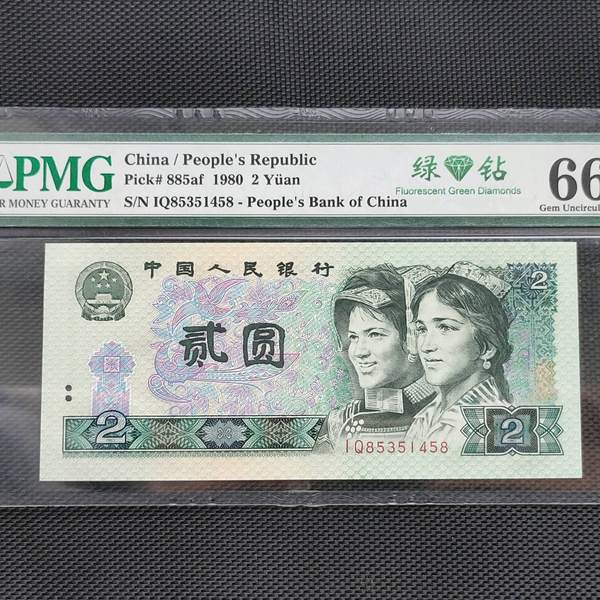 PMG
R MONEY GUARANTY
China / People's Republic
Pick# 885af 1980 2 Yüan
S/N IQ85351458 - People's Bank of China
绿 钻
Fluorescent Green Diamonds
66
Gem Uncircul
中国人民银行
2
贰圆
2
IQ85351458
2